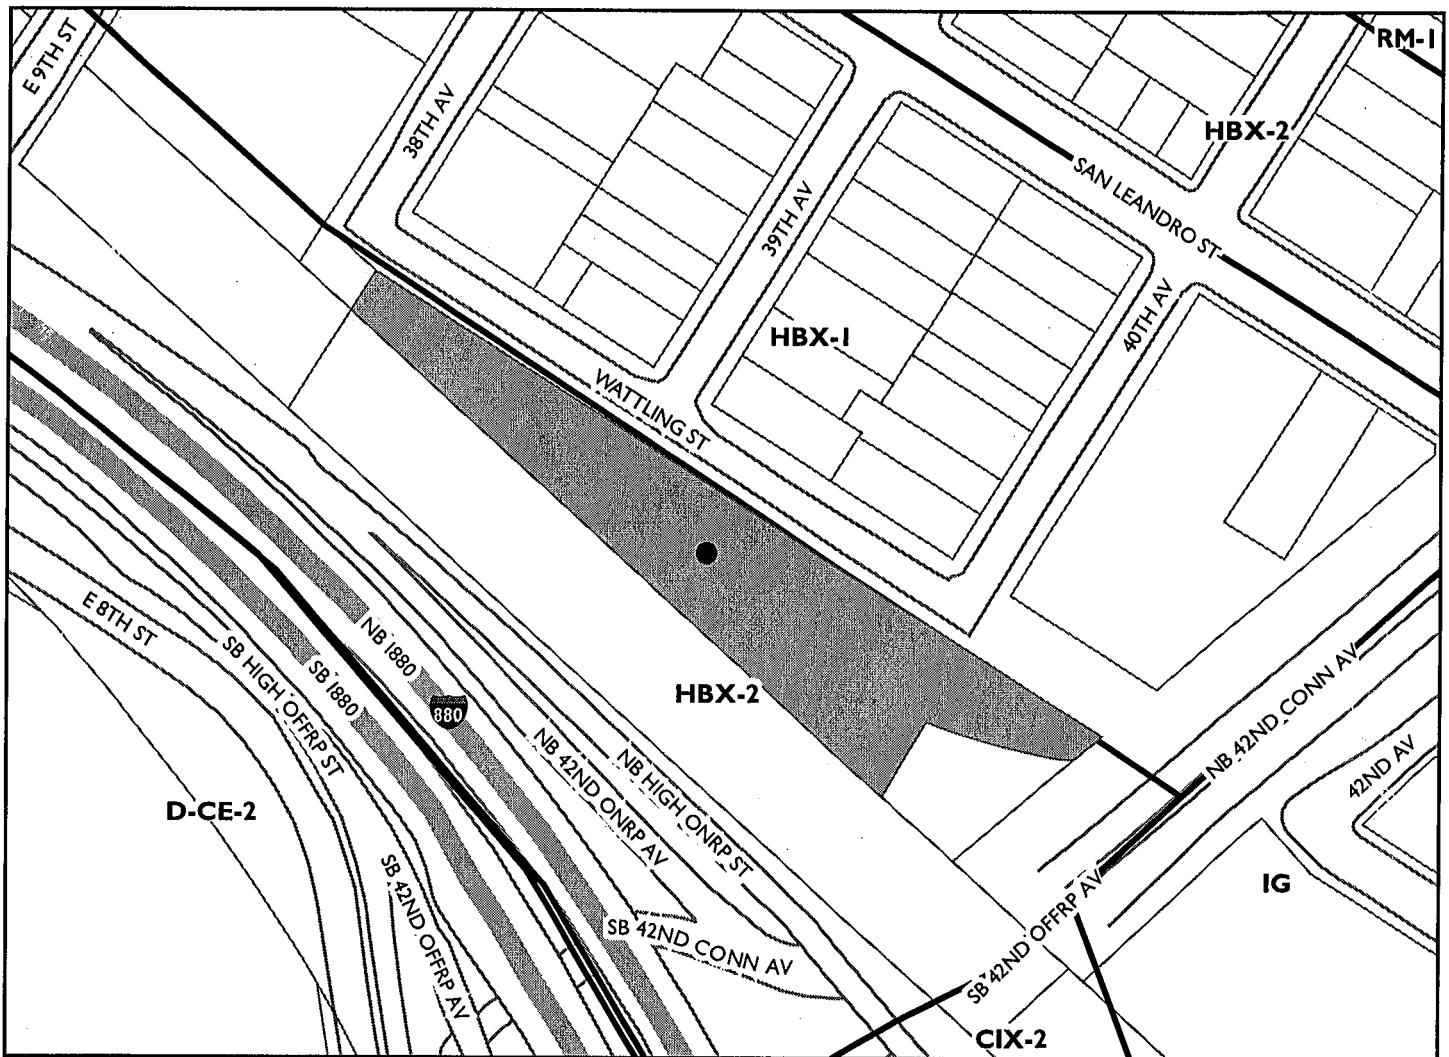 E 9TH ST
38TH AV
RM-1
HBX-2
SAN LEANDRO ST
39TH AV
40TH AV
HBX-1
WATTLING ST
E 8TH ST
SB HIGH OFFRP ST
SB I880
NB I880
880
HBX-2
NB 42ND ONRP AV
NB HIGH ONRP ST
NB 42ND CONN AV
42ND AV
D-CE-2
SB 42ND OFFRP AV
SB 42ND CONN AV
SB 42ND OFFRP AV
IG
CIX-2